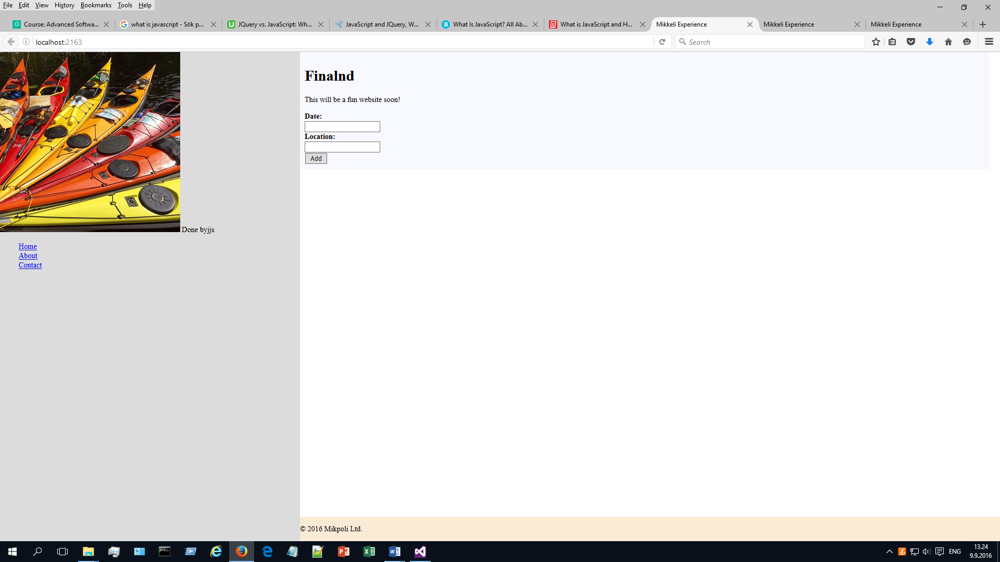 File Edit View History Bookmarks Tools Help
Course: Advanced Softwa...
what is javascript - Sök p...
JQuery vs. JavaScript: Wh...
JavaScript and JQuery, W...
What Is JavaScript? All Ab...
What is JavaScript and H...
Mikkeli Experience
Mikkeli Experience
Mikkeli Experience
localhost:2163
Search
Finalnd
This will be a fun website soon!
Date:
Location:
Add
Done byjjs
Home
About
Contact
© 2016 Mikpoli Ltd.
ENG
13.24
9.9.2016